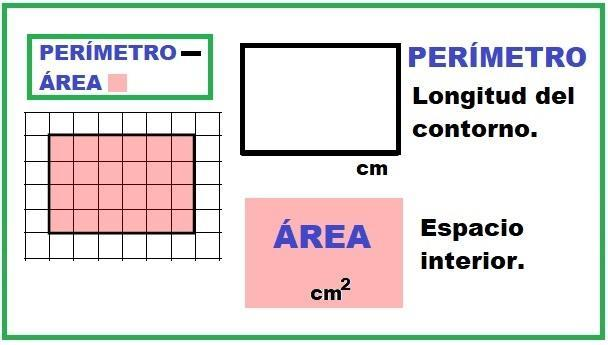 PERÍMETRO
ÁREA
PERÍMETRO
Longitud del
contorno.
cm
ÁREA
cm²
Espacio
interior.